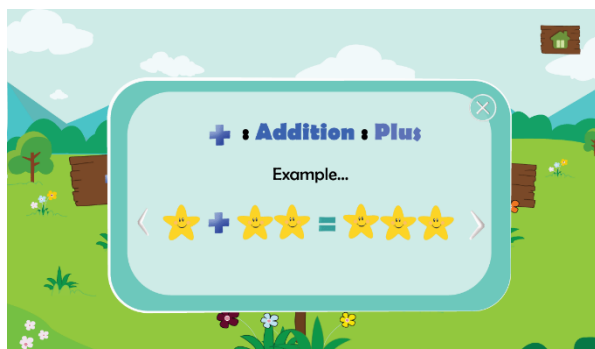 + : Addition : Plus
Example...
+ =